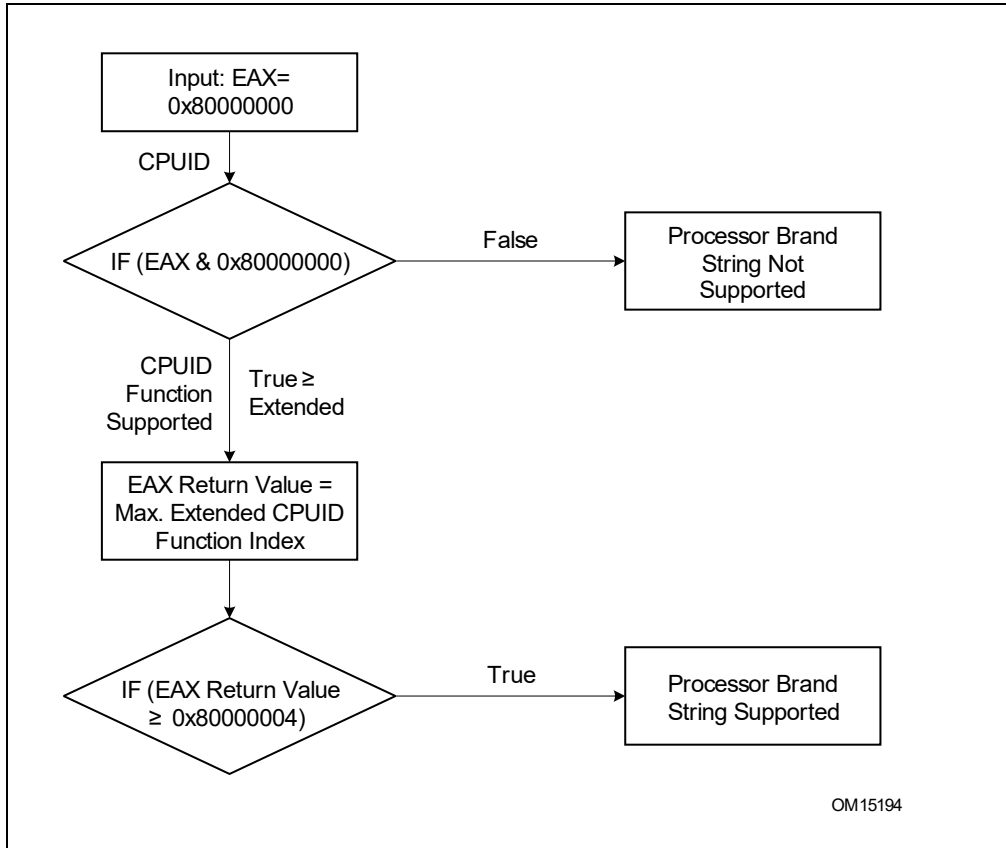 Input: EAX=
0x80000000
CPUID
IF (EAX & 0x80000000)
False
Processor Brand
String Not
Supported
CPUID
Function
Supported
True ≥
Extended
EAX Return Value =
Max. Extended CPUID
Function Index
IF (EAX Return Value
≥ 0x80000004)
True
Processor Brand
String Supported
OM15194